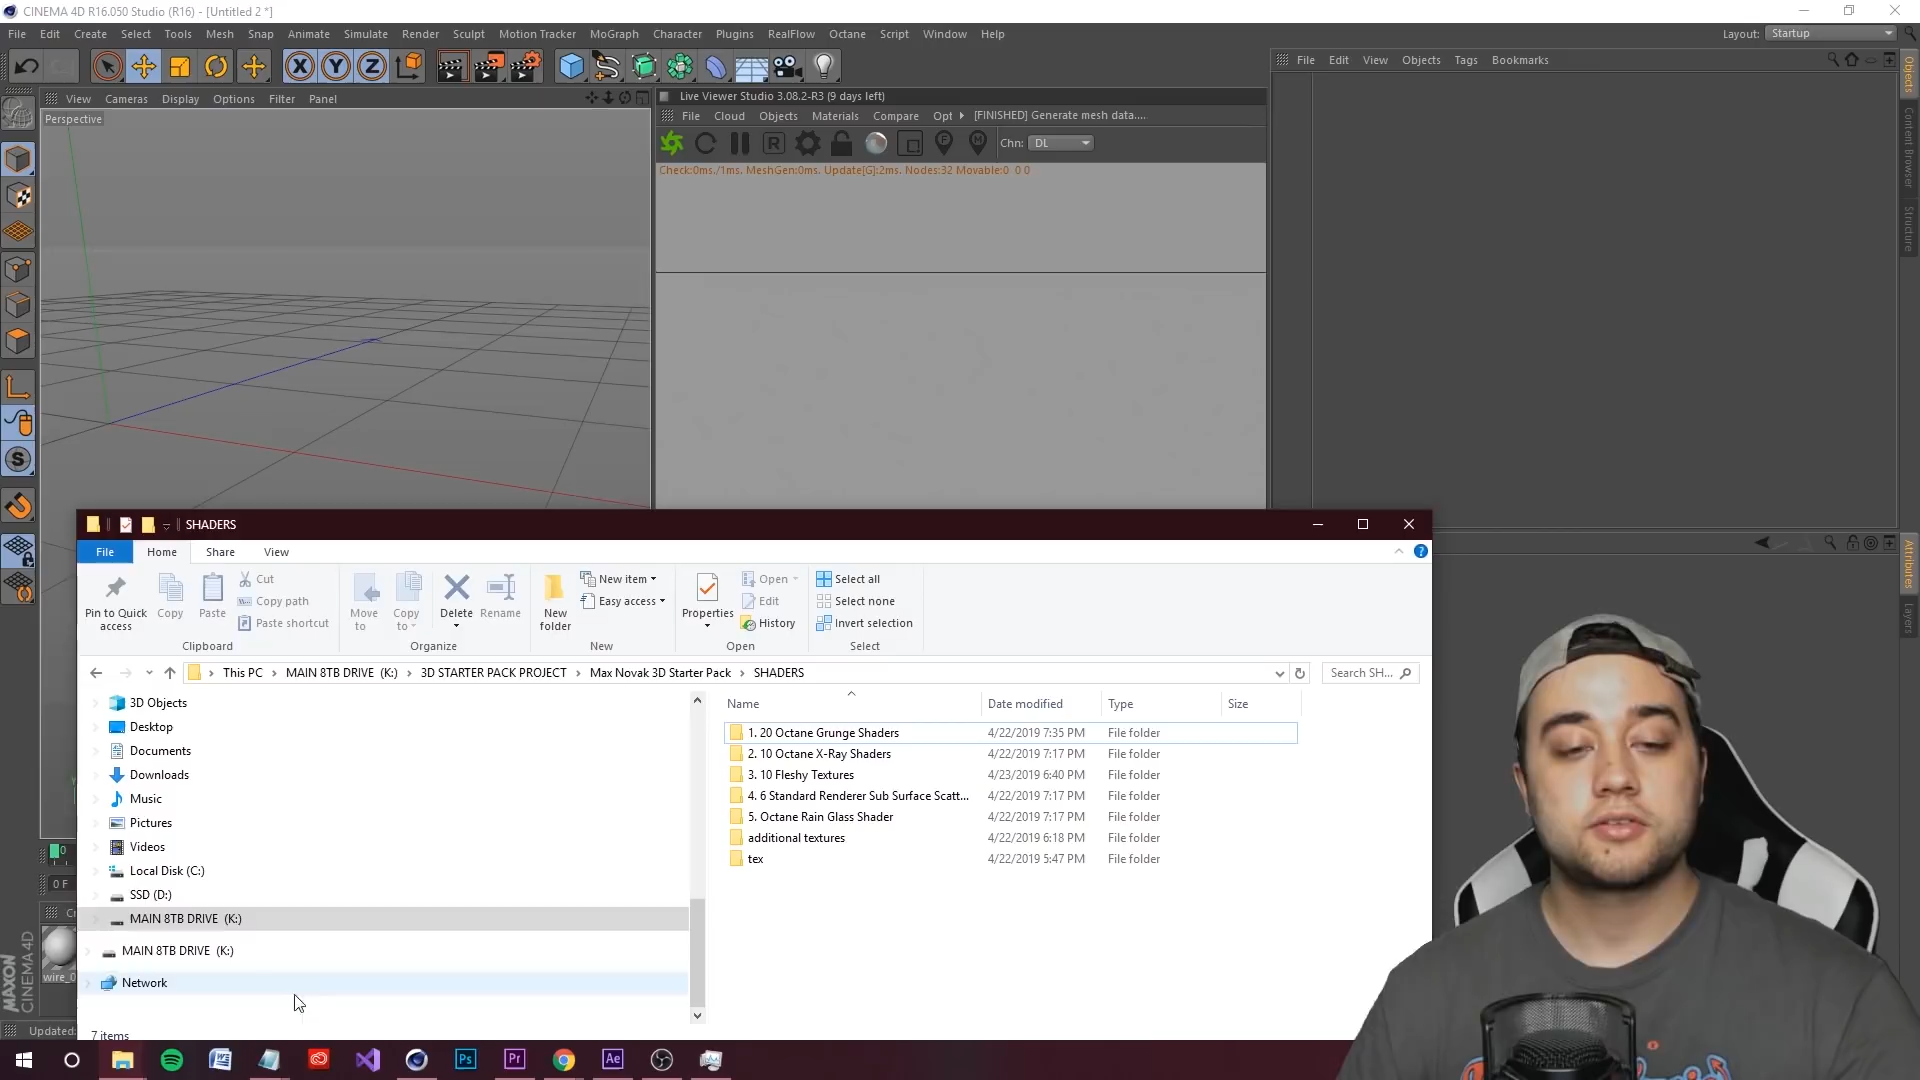 CINEMA 4D R16.050 Studio (R16) - [Untitled 2 *]
File Edit Create Select Tools Mesh Snap Animate Simulate Render Sculpt Motion Tracker MoGraph Character Plugins RealFlow Octane Script Window Help
Layout: Startup
File Edit View Objects Tags Bookmarks
Objects
Content Browser
Structure
View Cameras Display Options Filter Panel
Perspective
Live Viewer Studio 3.08.2-R3 (9 days left)
File Cloud Objects Materials Compare Opt [FINISHED] Generate mesh data....
Chn: DL
Check:0ms./1ms. MeshGen:0ms. Update[G]:2ms. Nodes:32 Movable:0 0 0
Attributes
Layers
SHADERS
File Home Share View
Pin to Quick access
Copy
Paste
Cut
Copy path
Paste shortcut
Clipboard
Move to
Copy to
Delete
Rename
Organize
New folder
New item
Easy access
New
Properties
Open
Edit
History
Open
Select all
Select none
Invert selection
Select
This PC > MAIN 8TB DRIVE (K:) > 3D STARTER PACK PROJECT > Max Novak 3D Starter Pack > SHADERS
Search SH...
3D Objects
Desktop
Documents
Downloads
Music
Pictures
Videos
Local Disk (C:)
SSD (D:)
MAIN 8TB DRIVE (K:)
MAIN 8TB DRIVE (K:)
Network
Name Date modified Type Size
1. 20 Octane Grunge Shaders 4/22/2019 7:35 PM File folder
2. 10 Octane X-Ray Shaders 4/22/2019 7:17 PM File folder
3. 10 Fleshy Textures 4/23/2019 6:40 PM File folder
4. 6 Standard Renderer Sub Surface Scatt... 4/22/2019 7:17 PM File folder
5. Octane Rain Glass Shader 4/22/2019 7:17 PM File folder
additional textures 4/22/2019 6:18 PM File folder
tex 4/22/2019 5:47 PM File folder
7 items
0
0 F
Cr
wire_0
MAXON
CINEMA 4D
Updated:
Ps
Pr
Ae